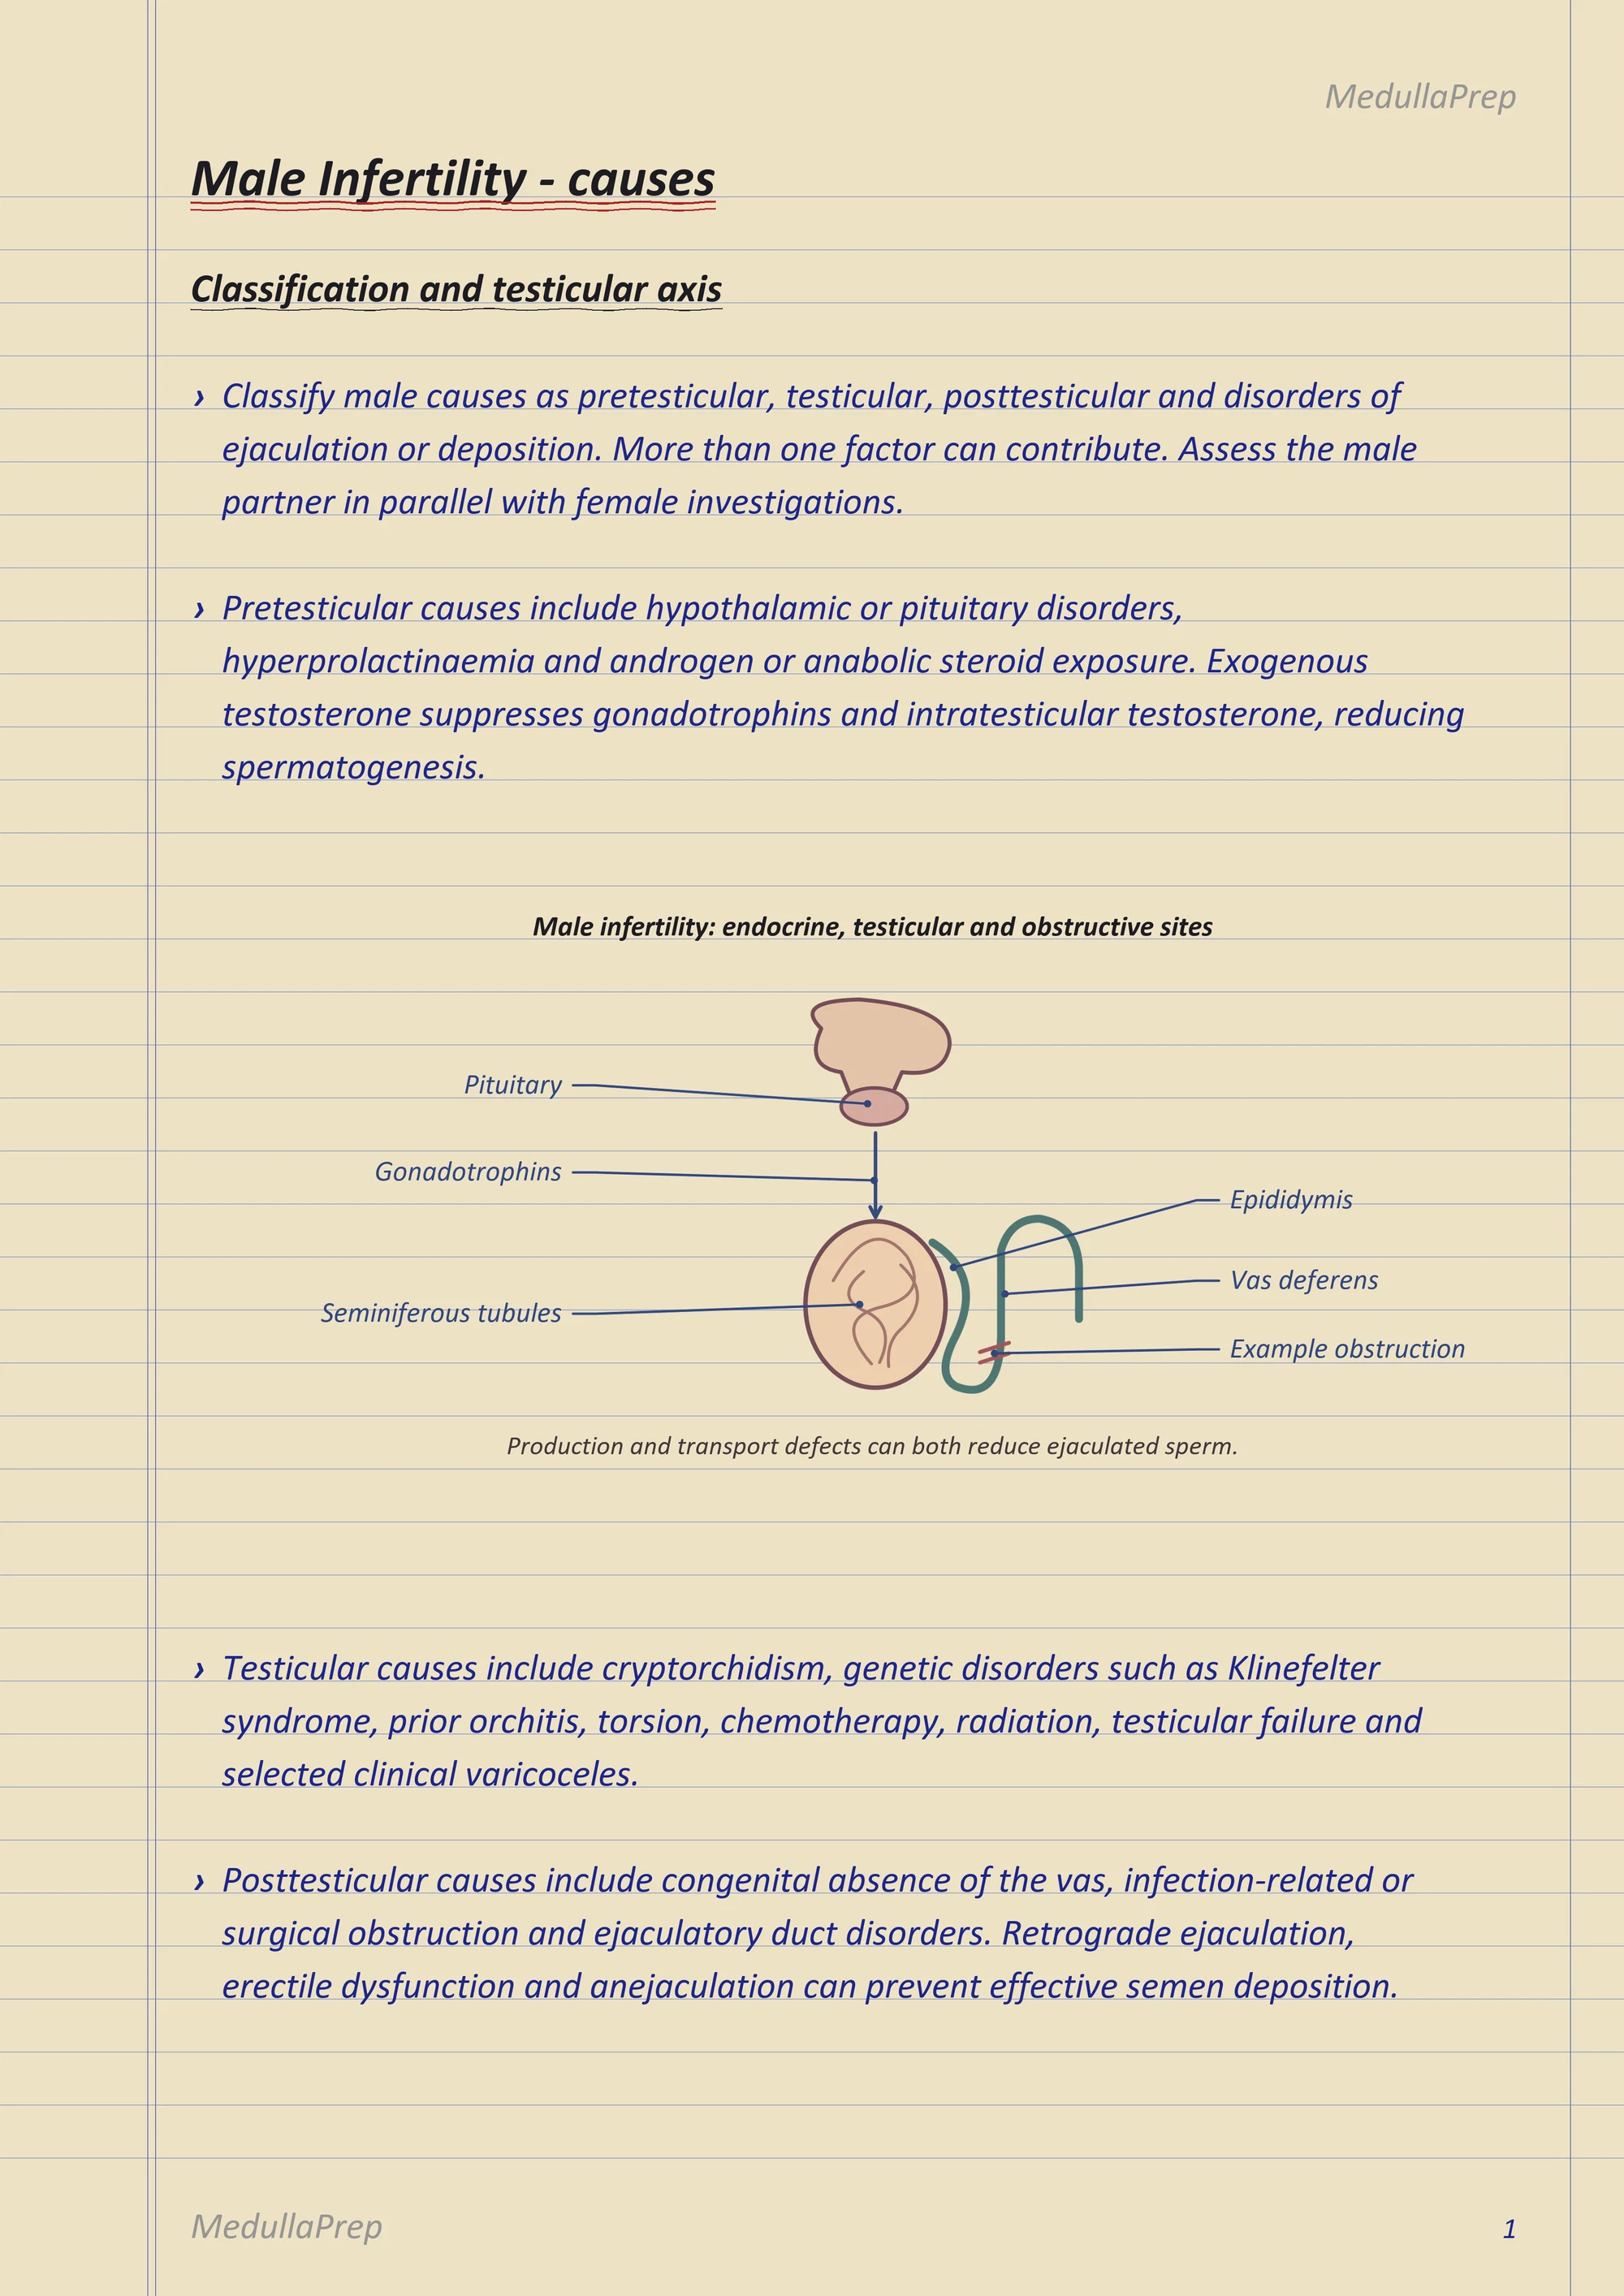 MedullaPrep
Male Infertility - causes
Classification and testicular axis
› Classify male causes as pretesticular, testicular, posttesticular and disorders of
ejaculation or deposition. More than one factor can contribute. Assess the male
partner in parallel with female investigations.
› Pretesticular causes include hypothalamic or pituitary disorders,
hyperprolactinaemia and androgen or anabolic steroid exposure. Exogenous
testosterone suppresses gonadotrophins and intratesticular testosterone, reducing
spermatogenesis.
Male infertility: endocrine, testicular and obstructive sites
Pituitary
Gonadotrophins
Epididymis
Vas deferens
Seminiferous tubules
Example obstruction
Production and transport defects can both reduce ejaculated sperm.
› Testicular causes include cryptorchidism, genetic disorders such as Klinefelter
syndrome, prior orchitis, torsion, chemotherapy, radiation, testicular failure and
selected clinical varicoceles.
› Posttesticular causes include congenital absence of the vas, infection-related or
surgical obstruction and ejaculatory duct disorders. Retrograde ejaculation,
erectile dysfunction and anejaculation can prevent effective semen deposition.
MedullaPrep
1